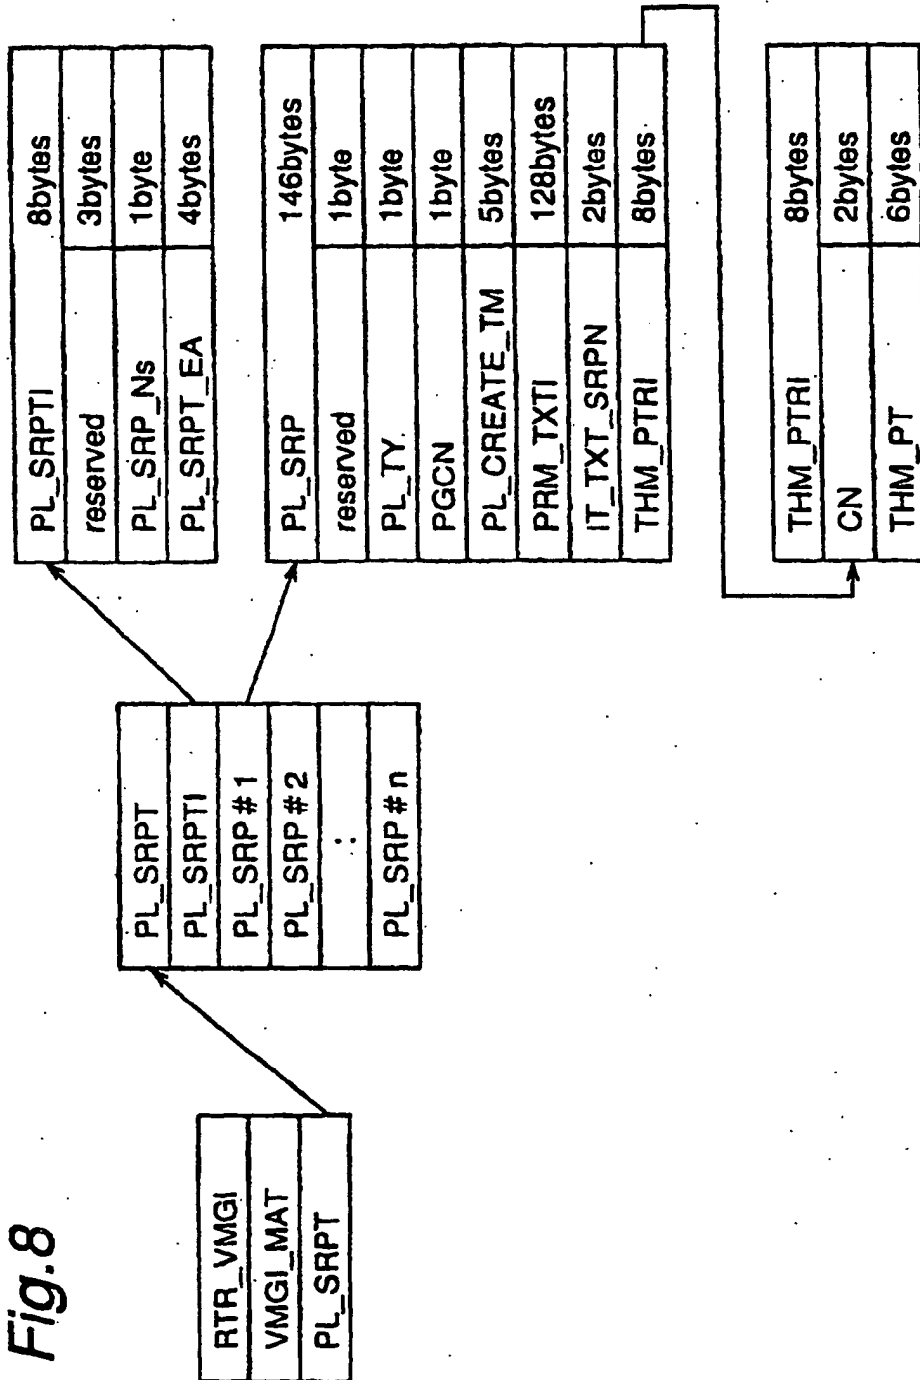 Fig.8
RTR_VMGI
VMGI_MAT
PL_SRPT
PL_SRPT
PL_SRPTI
PL_SRP#1
PL_SRP#2
:
PL_SRP#n
PL_SRPTI 8bytes
reserved 3bytes
PL_SRP_Ns 1byte
PL_SRPT_EA 4bytes
PL_SRP 146bytes
reserved 1byte
PL_TY 1byte
PGCN 1byte
PL_CREATE_TM 5bytes
PRM_TXTI 128bytes
IT_TXT_SRPN 2bytes
THM_PTRI 8bytes
THM_PTRI 8bytes
CN 2bytes
THM_PT 6bytes